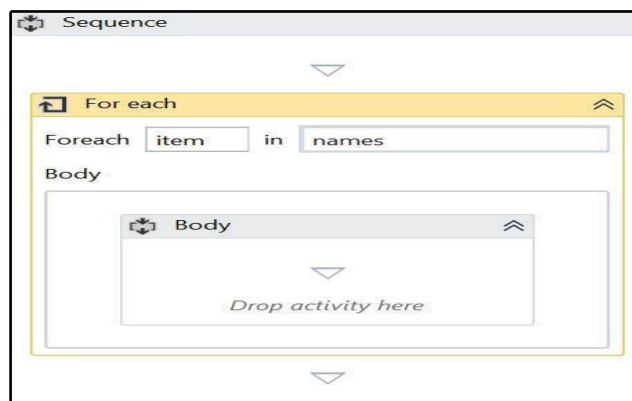 Sequence
For each
Foreach item in names
Body
Body
Drop activity here